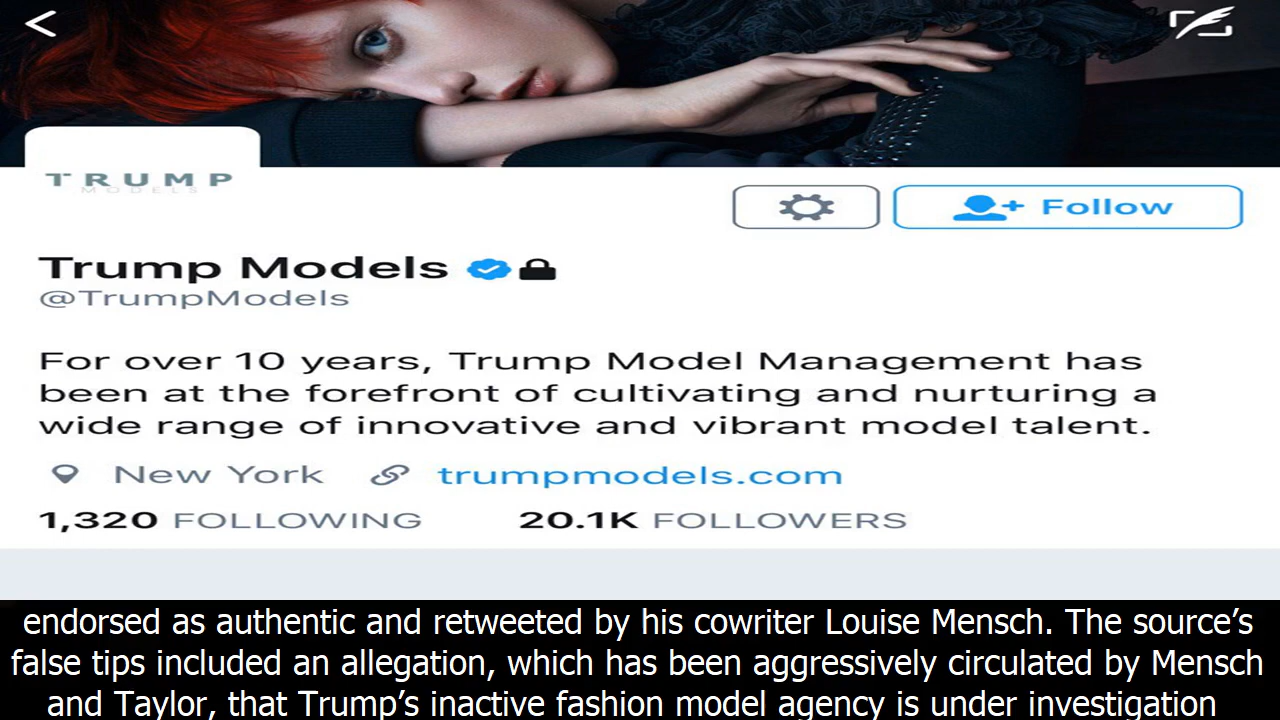 TRUMP
MODELS
Follow
Trump Models
@TrumpModels
For over 10 years, Trump Model Management has
been at the forefront of cultivating and nurturing a
wide range of innovative and vibrant model talent.
New York trumpmodels.com
1,320 FOLLOWING 20.1K FOLLOWERS
endorsed as authentic and retweeted by his cowriter Louise Mensch. The source’s
false tips included an allegation, which has been aggressively circulated by Mensch
and Taylor, that Trump’s inactive fashion model agency is under investigation